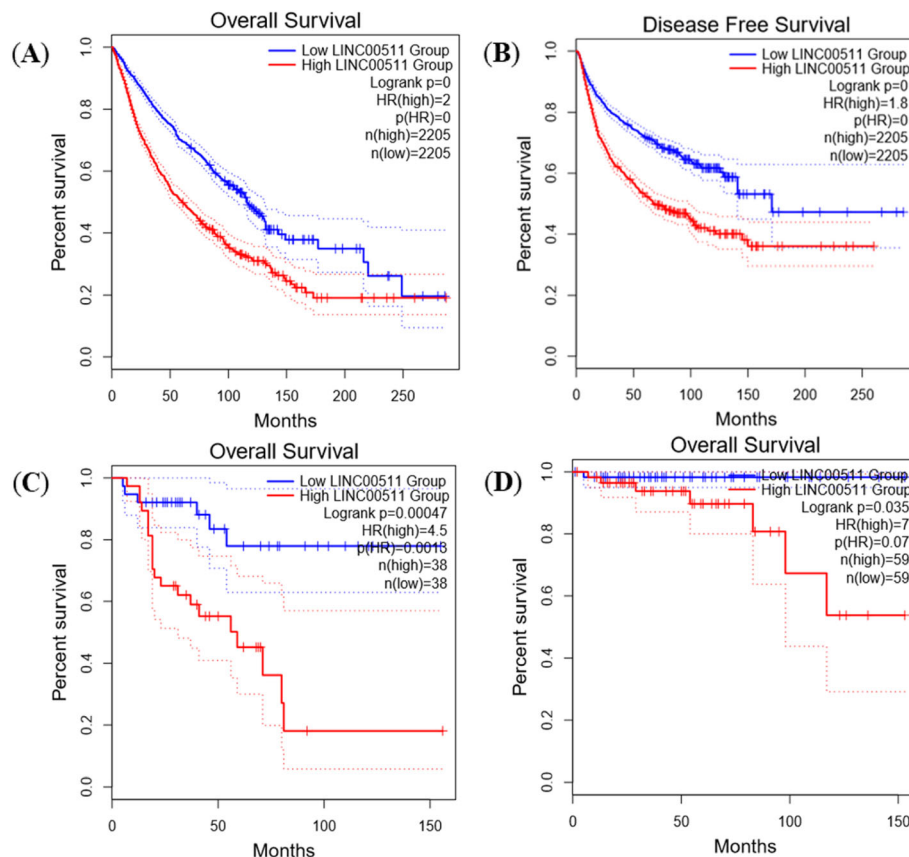 (A)
Overall Survival
Low LINC00511 Group
High LINC00511 Group
Logrank p=0
HR(high)=2
p(HR)=0
n(high)=2205
n(low)=2205
Percent survival
1.0
0.8
0.6
0.4
0.2
0.0
0 50 100 150 200 250
Months
(B)
Disease Free Survival
Low LINC00511 Group
High LINC00511 Group
Logrank p=0
HR(high)=1.8
p(HR)=0
n(high)=2205
n(low)=2205
Percent survival
1.0
0.8
0.6
0.4
0.2
0.0
0 50 100 150 200 250
Months
(C)
Overall Survival
Low LINC00511 Group
High LINC00511 Group
Logrank p=0.00047
HR(high)=4.5
p(HR)=0.0013
n(high)=38
n(low)=38
Percent survival
1.0
0.8
0.6
0.4
0.2
0.0
0 50 100 150
Months
(D)
Overall Survival
Low LINC00511 Group
High LINC00511 Group
Logrank p=0.035
HR(high)=7
p(HR)=0.07
n(high)=59
n(low)=59
Percent survival
1.0
0.8
0.6
0.4
0.2
0.0
0 50 100 150
Months